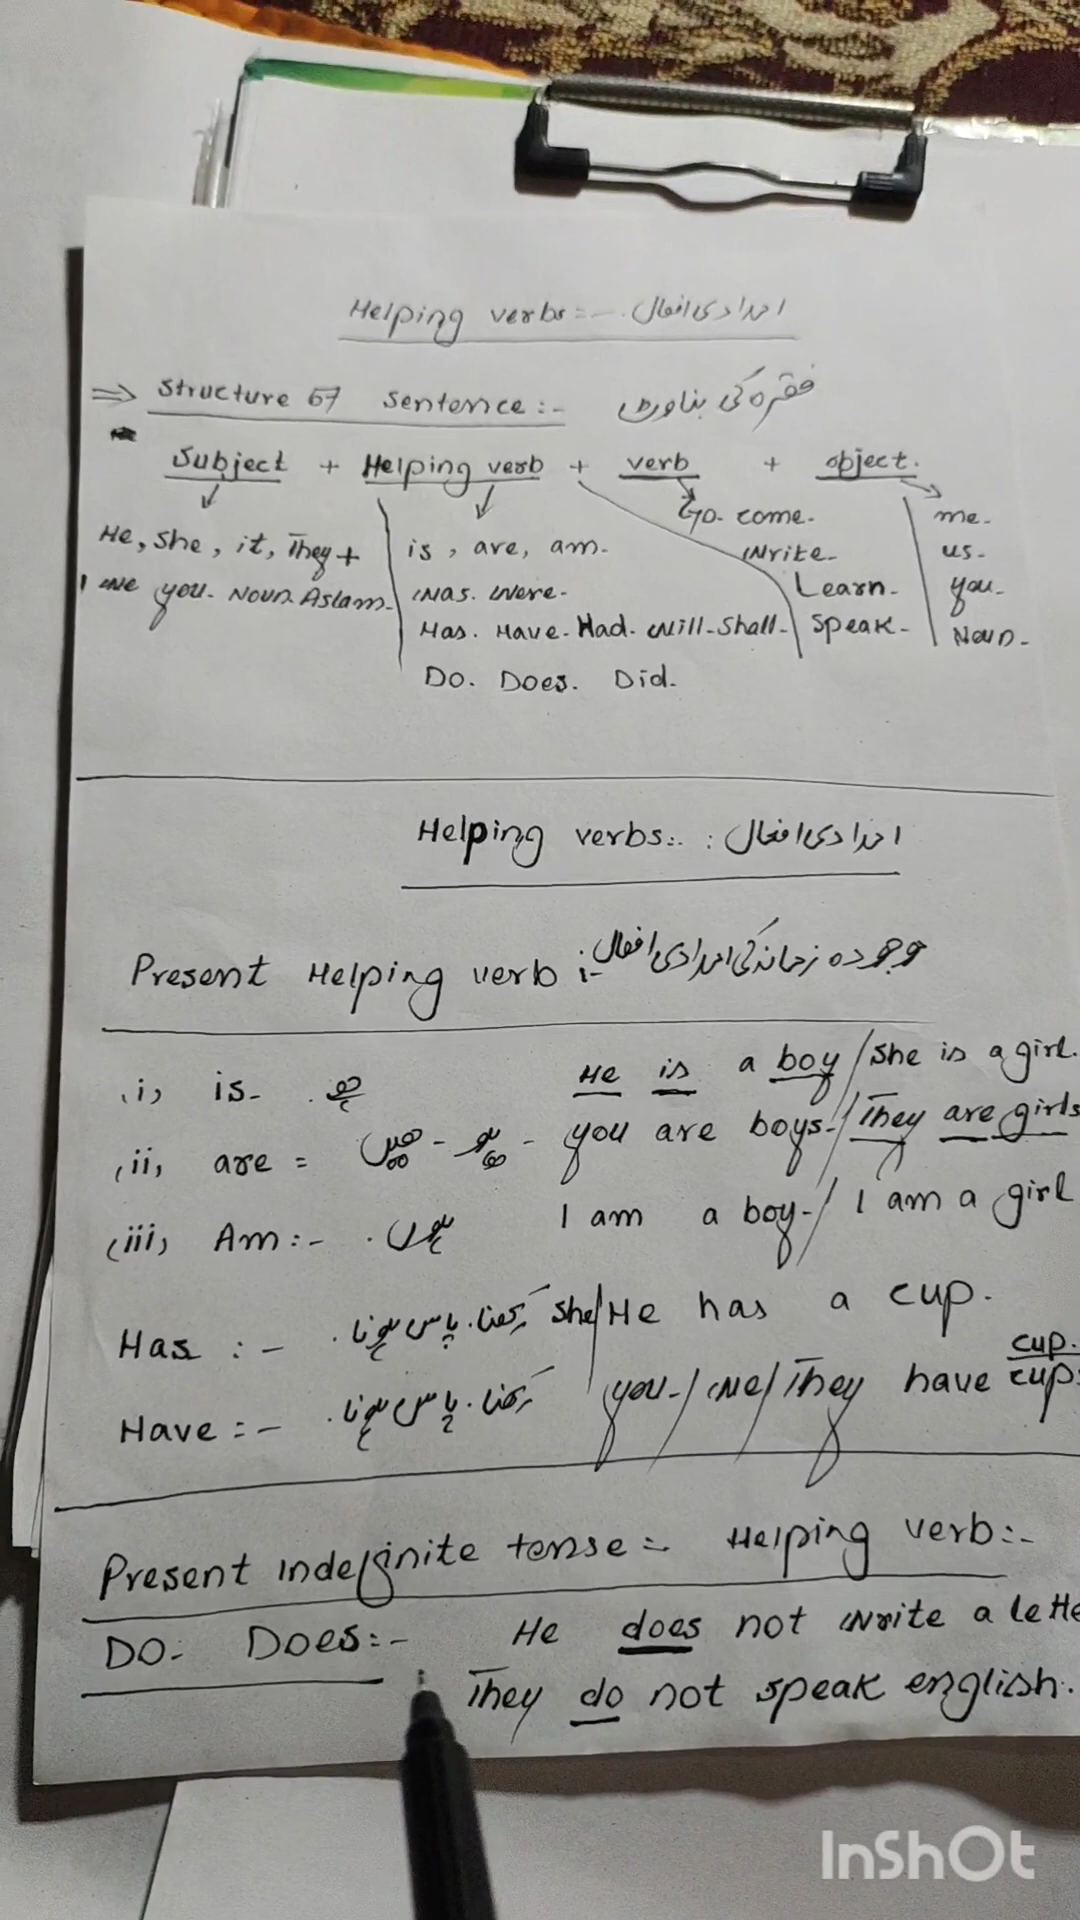 Helping verbs:- امدادی افعال
⇒ Structure of Sentence:- فقرہ کی بناوٹ
Subject + Helping verb + verb + object.
He, She, it, They + is, are, am. Go. come. me.
I We you. Noun. Aslam. Was. Were. Write. us.
Has. Have. Had. Will. Shall. Learn. you.
Do. Does. Did. Speak. Noun.
Helping verbs:. : امدادی افعال
Present Helping verb :- موجودہ زمانہ کی امدادی افعال
(i) is- ہے. He is a boy / She is a girl.
(ii) are = ہیں - ہو - you are boys-/ They are girls
(iii) Am:- ہوں. I am a boy-/ I am a girl
Has :- رکھنا. پاس ہونا. She/He has a cup.
Have :- رکھنا. پاس ہونا. you-/We/They have cup. cups
Present indefinite tense = Helping verb:-
DO. Does:- He does not write a lette
They do not speak english.
InShOt